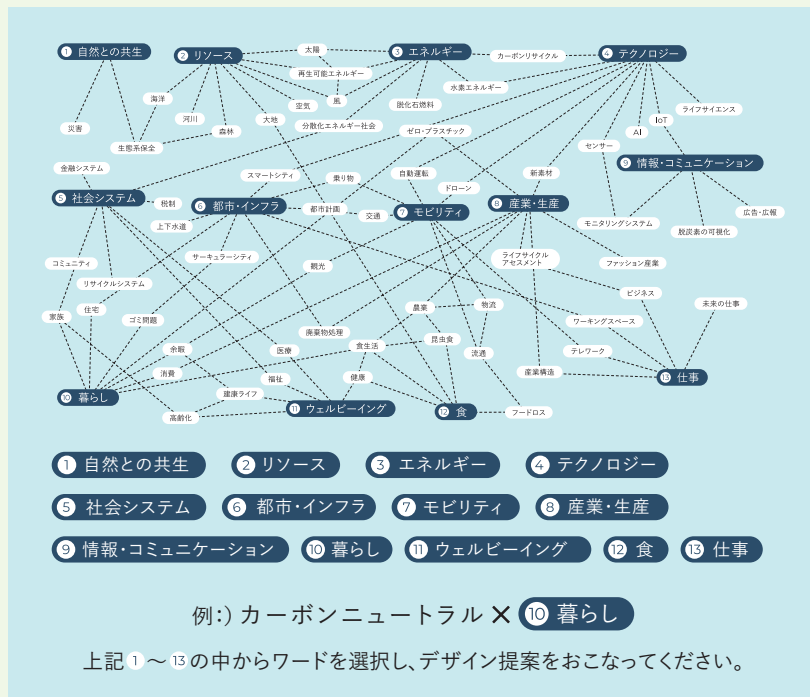 ① 自然との共生
② リソース
太陽
③ エネルギー
カーボンリサイクル
④ テクノロジー
再生可能エネルギー
水素エネルギー
海洋
空気
風
脱化石燃料
ライフサイエンス
河川
大地
分散化エネルギー社会
ゼロ・プラスチック
AI
IoT
災害
森林
生態系保全
センサー
金融システム
スマートシティ
乗り物
自動運転
新素材
⑨ 情報・コミュニケーション
ドローン
⑤ 社会システム
税制
⑥ 都市・インフラ
都市計画
交通
⑦ モビリティ
⑧ 産業・生産
上下水道
モニタリングシステム
広告・広報
脱炭素の可視化
コミュニティ
サーキュラーシティ
観光
ライフサイクル
アセスメント
ファッション産業
リサイクルシステム
ビジネス
家族
住宅
ゴミ問題
廃棄物処理
農業
物流
未来の仕事
ワーキングスペース
余暇
医療
食生活
昆虫食
流通
テレワーク
消費
福祉
健康
産業構造
⑬ 仕事
⑩ 暮らし
健康ライフ
高齢化
⑪ ウェルビーイング
⑫ 食
フードロス
① 自然との共生 ② リソース ③ エネルギー ④ テクノロジー
⑤ 社会システム ⑥ 都市・インフラ ⑦ モビリティ ⑧ 産業・生産
⑨ 情報・コミュニケーション ⑩ 暮らし ⑪ ウェルビーイング ⑫ 食 ⑬ 仕事
例:) カーボンニュートラル × ⑩ 暮らし
上記①〜⑬の中からワードを選択し、デザイン提案をおこなってください。